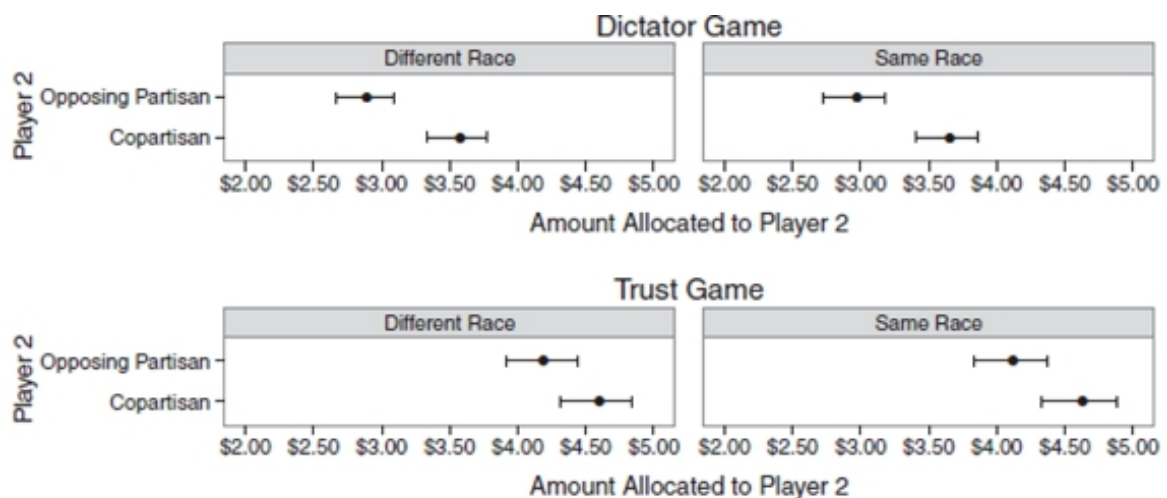 Dictator Game
Different Race
Same Race
Player 2
Opposing Partisan
Copartisan
$2.00 $2.50 $3.00 $3.50 $4.00 $4.50 $5.00
$2.00 $2.50 $3.00 $3.50 $4.00 $4.50 $5.00
Amount Allocated to Player 2
Trust Game
Different Race
Same Race
Player 2
Opposing Partisan
Copartisan
$2.00 $2.50 $3.00 $3.50 $4.00 $4.50 $5.00
$2.00 $2.50 $3.00 $3.50 $4.00 $4.50 $5.00
Amount Allocated to Player 2